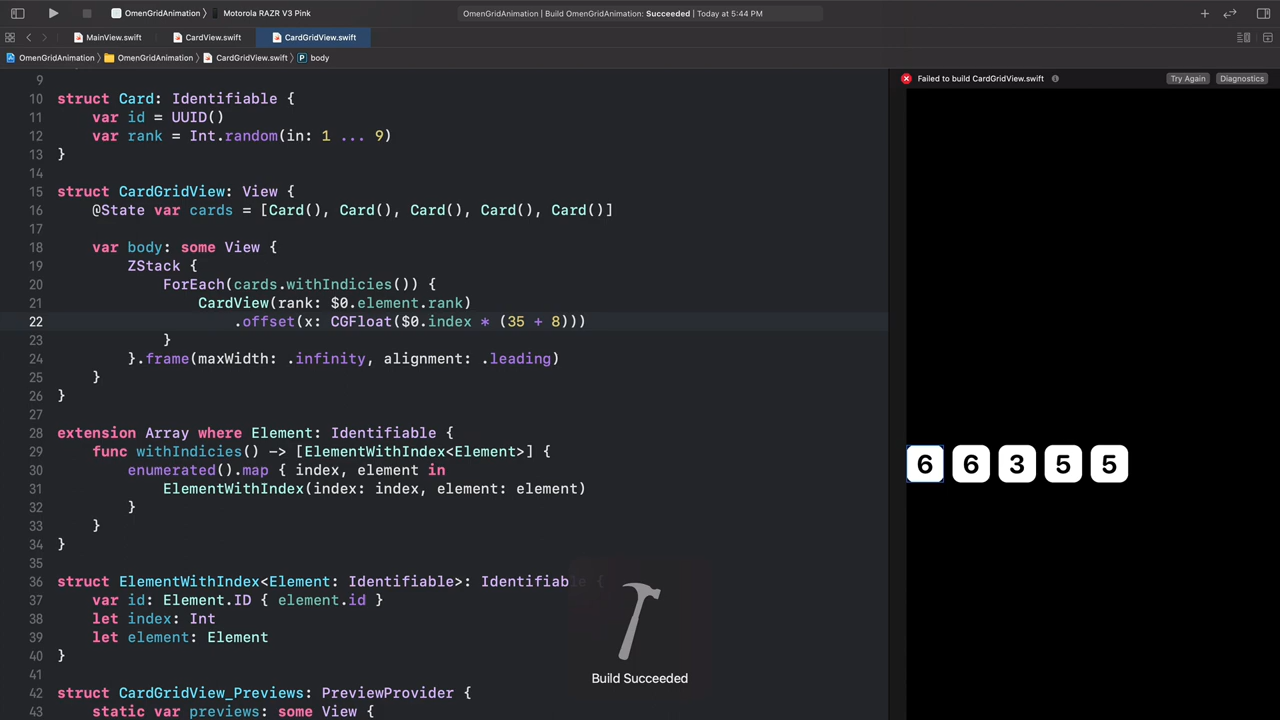 OmenGridAnimation 〉 Motorola RAZR V3 Pink
OmenGridAnimation | Build OmenGridAnimation: Succeeded | Today at 5:44 PM
MainView.swift CardView.swift CardGridView.swift
OmenGridAnimation 〉 OmenGridAnimation 〉 CardGridView.swift 〉 P body
Failed to build CardGridView.swift Try Again Diagnostics
9
10 struct Card: Identifiable {
11 var id = UUID()
12 var rank = Int.random(in: 1 ... 9)
13 }
14
15 struct CardGridView: View {
16 @State var cards = [Card(), Card(), Card(), Card(), Card()]
17
18 var body: some View {
19 ZStack {
20 ForEach(cards.withIndicies()) {
21 CardView(rank: $0.element.rank)
22 .offset(x: CGFloat($0.index * (35 + 8)))
23 }
24 }.frame(maxWidth: .infinity, alignment: .leading)
25 }
26 }
27
28 extension Array where Element: Identifiable {
29 func withIndicies() -> [ElementWithIndex<Element>] {
30 enumerated().map { index, element in
31 ElementWithIndex(index: index, element: element)
32 }
33 }
34 }
35
36 struct ElementWithIndex<Element: Identifiable>: Identifiable {
37 var id: Element.ID { element.id }
38 let index: Int
39 let element: Element
40 }
41
42 struct CardGridView_Previews: PreviewProvider {
43 static var previews: some View {
6 6 3 5 5
Build Succeeded